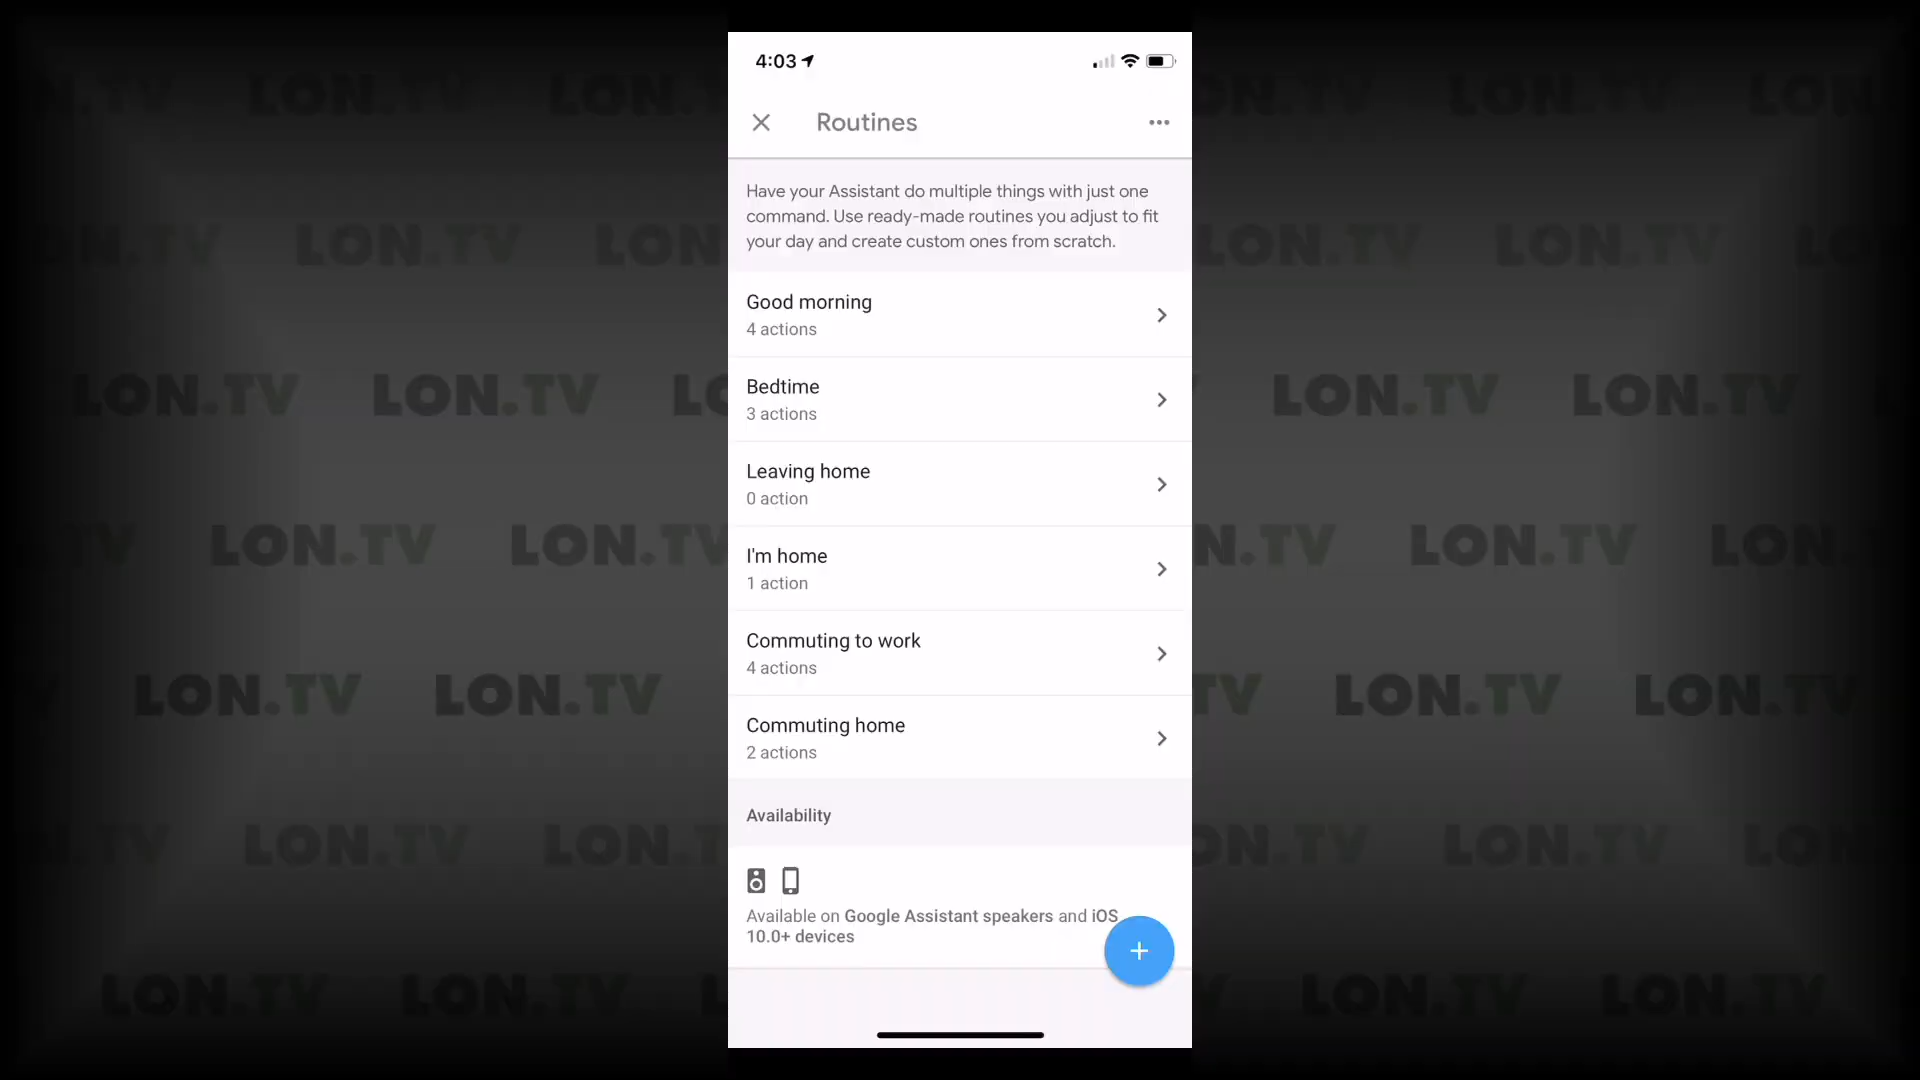 4:03
Routines
Have your Assistant do multiple things with just one
command. Use ready-made routines you adjust to fit
your day and create custom ones from scratch.
Good morning
4 actions
Bedtime
3 actions
Leaving home
0 action
I'm home
1 action
Commuting to work
4 actions
Commuting home
2 actions
Availability
Available on Google Assistant speakers and iOS
10.0+ devices
LON.TV